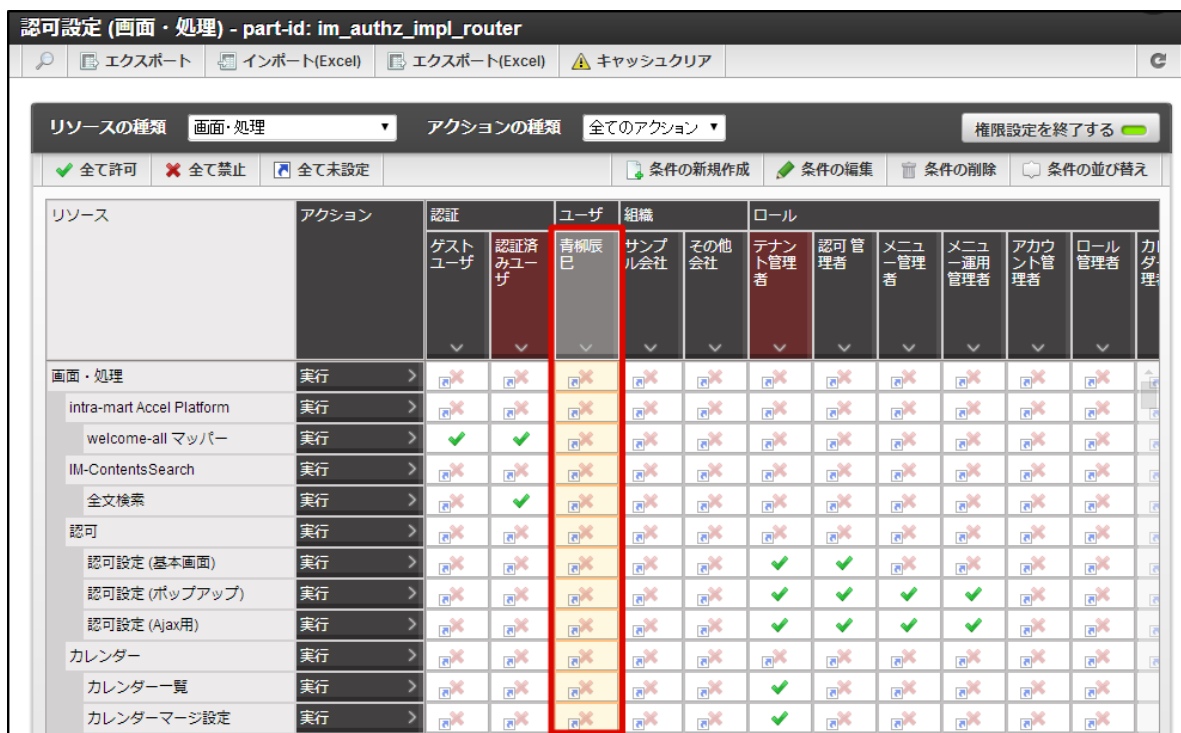 認可設定 (画面・処理) - part-id: im_authz_impl_router
エクスポート インポート(Excel) エクスポート(Excel) キャッシュクリア
リソースの種類 画面・処理 アクションの種類 全てのアクション 権限設定を終了する
全て許可 全て禁止 全て未設定 条件の新規作成 条件の編集 条件の削除 条件の並び替え
リソース アクション 認証 ユーザ 組織 ロール
ゲスト
ユーザ
認証済
みユー
ザ
青柳辰
巳
サンプ
ル会社
その他
会社
テナン
ト管理
者
認可管
理者
メニュ
ー管理
者
メニュ
ー運用
管理者
アカウ
ント管
理者
ロール
管理者
画面・処理 実行
intra-mart Accel Platform 実行
welcome-all マッパー 実行
IM-ContentsSearch 実行
全文検索 実行
認可 実行
認可設定 (基本画面) 実行
認可設定 (ポップアップ) 実行
認可設定 (Ajax用) 実行
カレンダー 実行
カレンダー一覧 実行
カレンダーマージ設定 実行